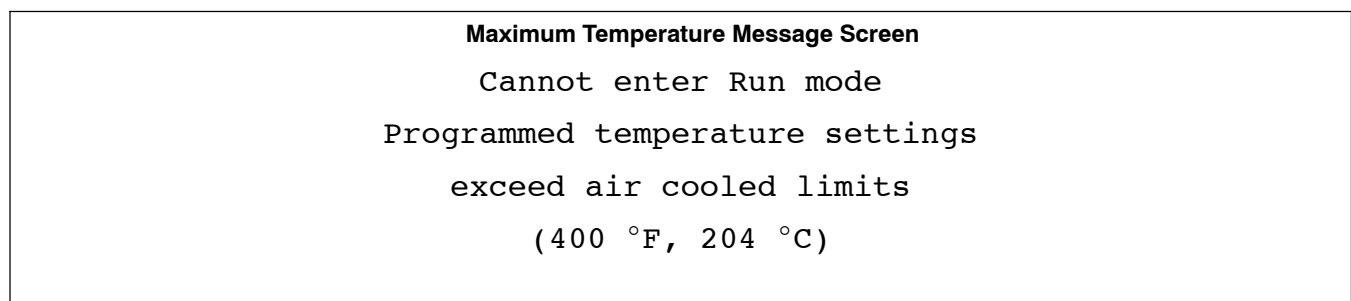 Maximum Temperature Message Screen
Cannot enter Run mode
Programmed temperature settings
exceed air cooled limits
(400 °F, 204 °C)